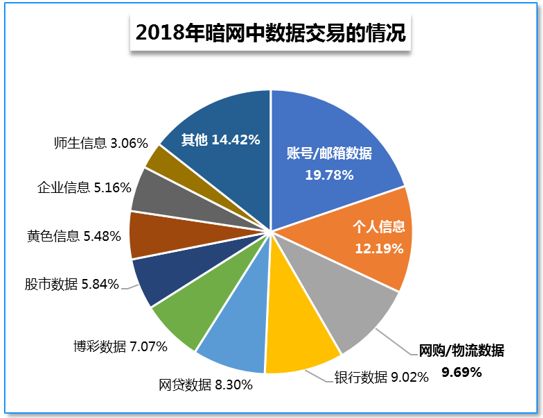 2018年暗网中数据交易的情况
账号/邮箱数据
19.78%
个人信息
12.19%
网购/物流数据
9.69%
银行数据 9.02%
网贷数据 8.30%
博彩数据 7.07%
股市数据 5.84%
黄色信息 5.48%
企业信息 5.16%
师生信息 3.06%
其他 14.42%